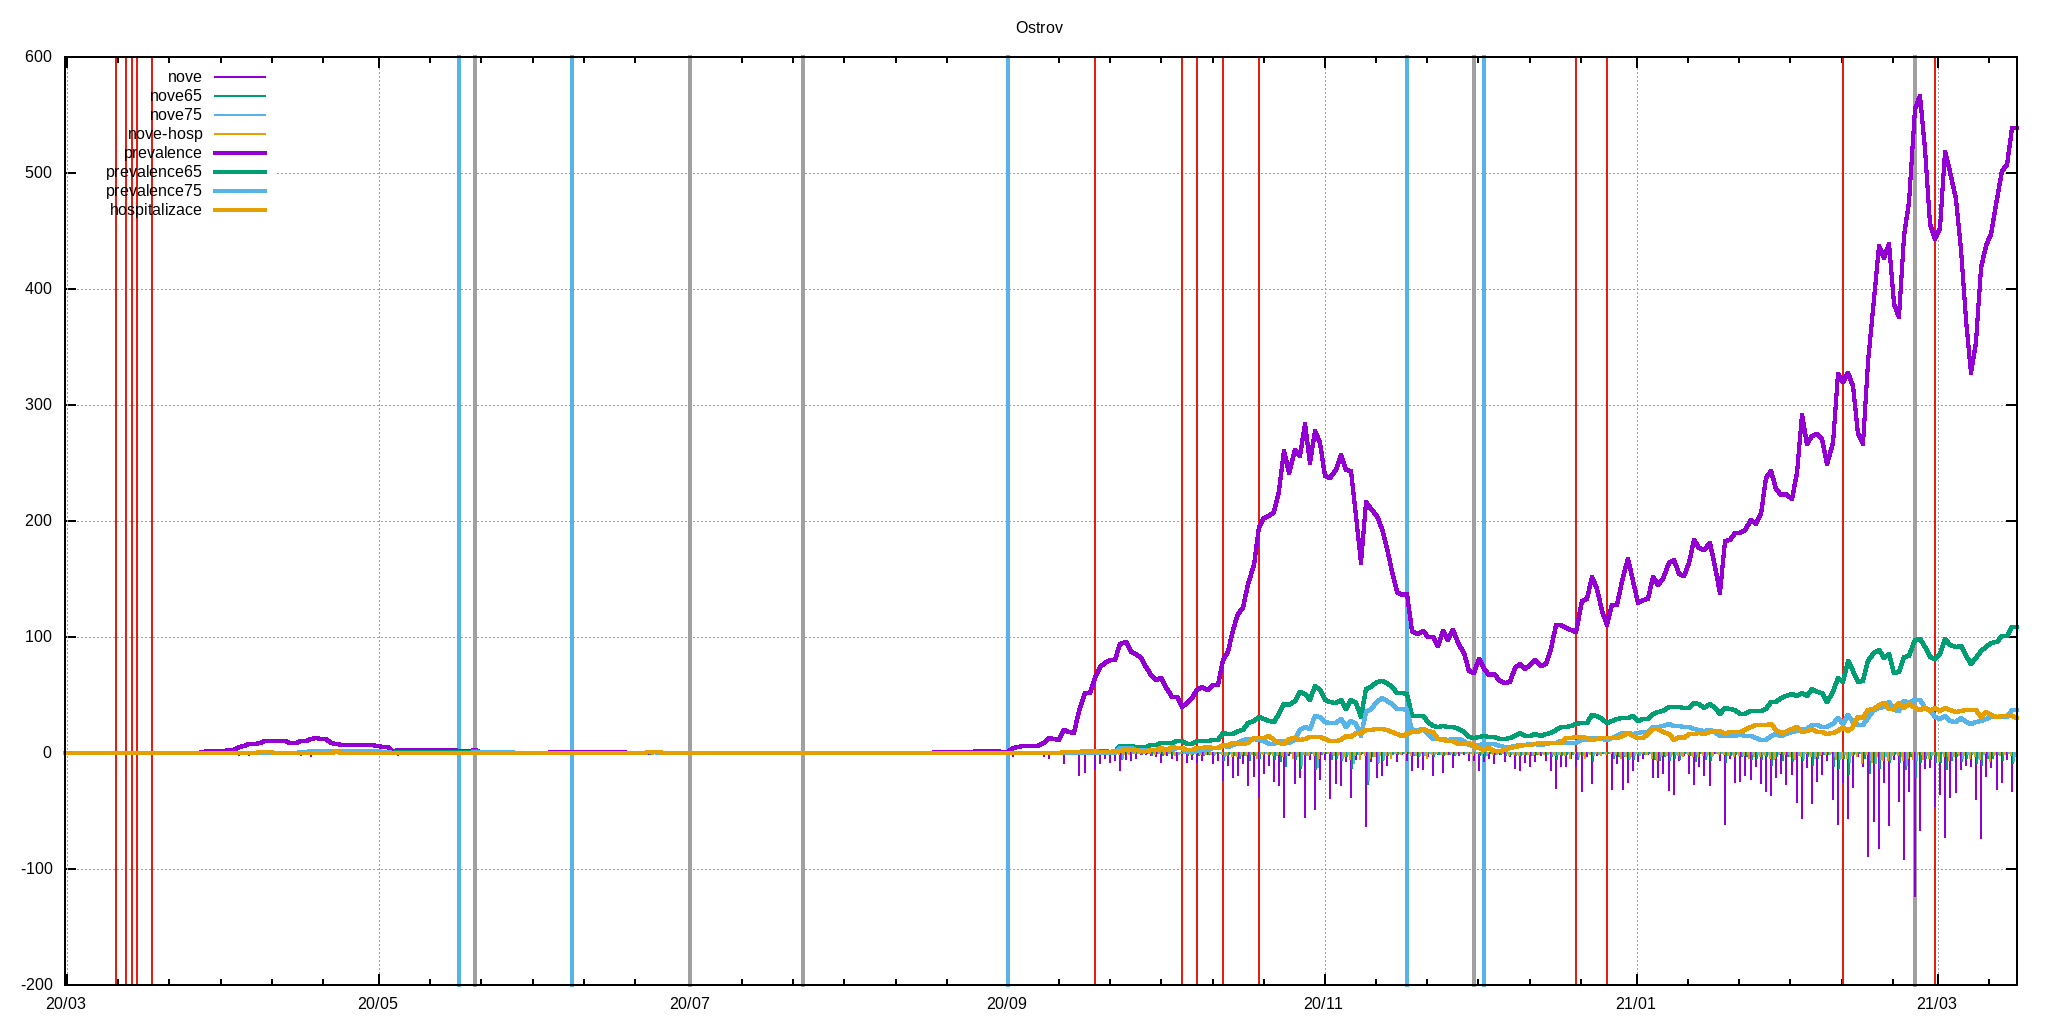 Ostrov
600
500
400
300
200
100
0
-100
-200
nove
nove65
nove75
nove-hosp
prevalence
prevalence65
prevalence75
hospitalizace
20/03 20/05 20/07 20/09 20/11 21/01 21/03